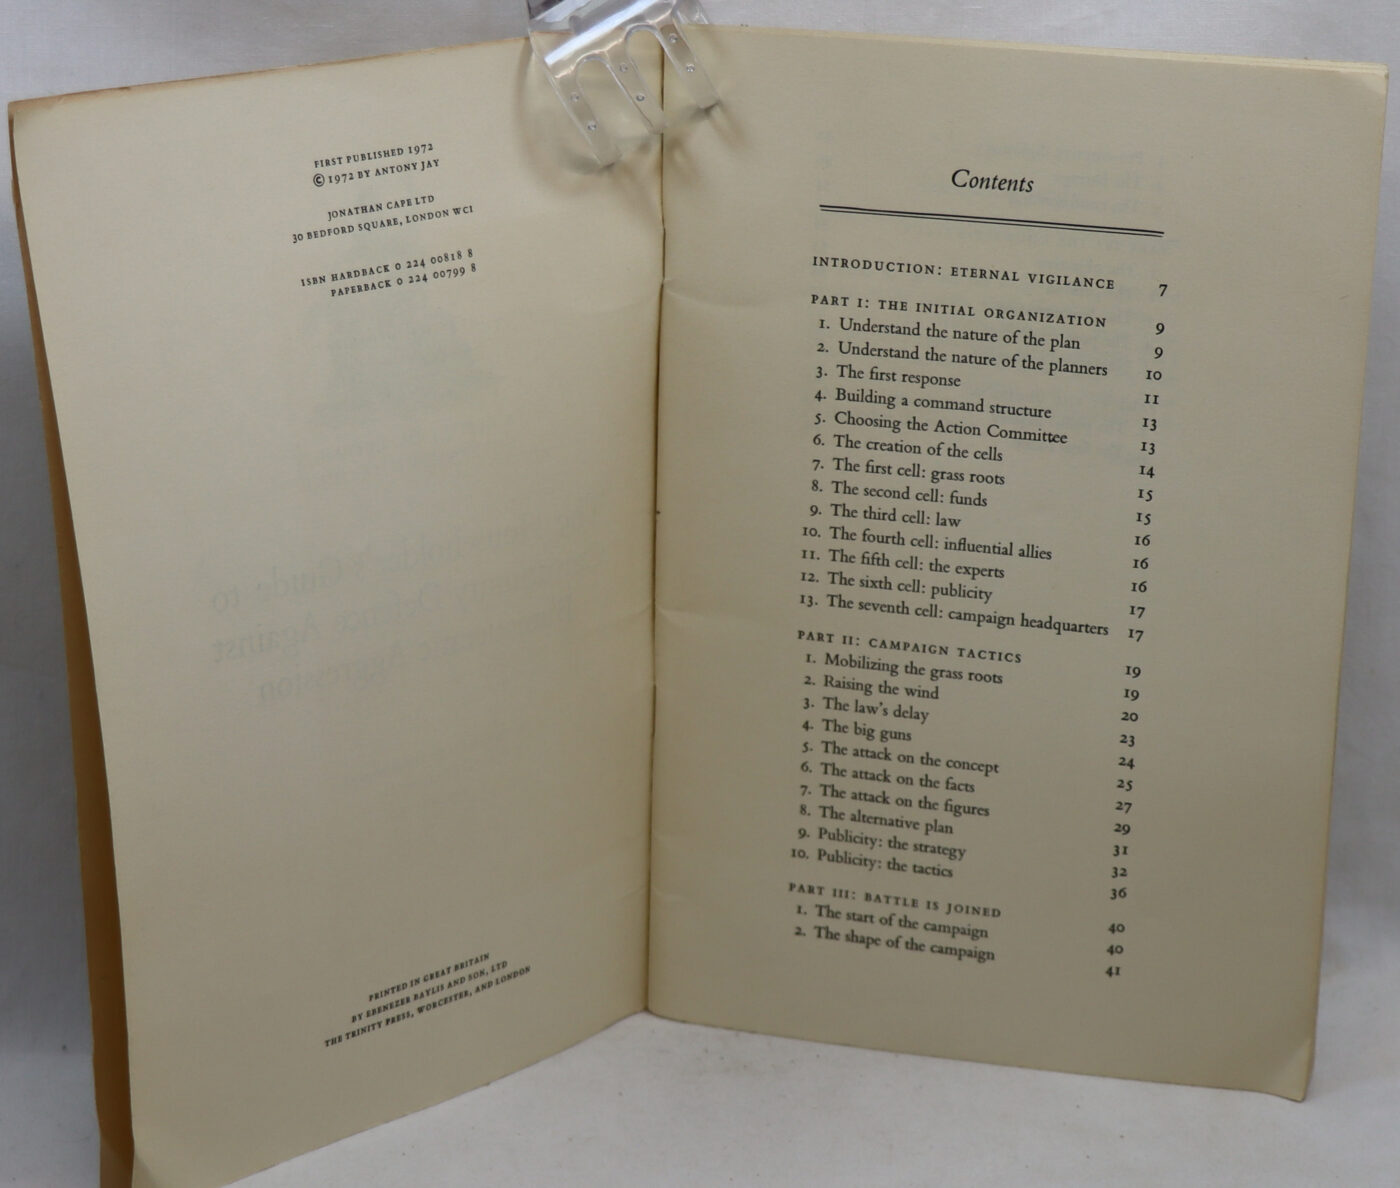 FIRST PUBLISHED 1972
© 1972 BY ANTONY JAY
JONATHAN CAPE LTD
30 BEDFORD SQUARE, LONDON WC1
ISBN HARDBACK 0 224 00818 8
PAPERBACK 0 224 00799 8
PRINTED IN GREAT BRITAIN
BY EBENEZER BAYLIS AND SON, LTD
THE TRINITY PRESS, WORCESTER, AND LONDON
Contents
INTRODUCTION: ETERNAL VIGILANCE 7
PART I: THE INITIAL ORGANIZATION 9
1. Understand the nature of the plan 9
2. Understand the nature of the planners 10
3. The first response 11
4. Building a command structure 13
5. Choosing the Action Committee 13
6. The creation of the cells 14
7. The first cell: grass roots 15
8. The second cell: funds 15
9. The third cell: law 16
10. The fourth cell: influential allies 16
11. The fifth cell: the experts 16
12. The sixth cell: publicity 17
13. The seventh cell: campaign headquarters 17
PART II: CAMPAIGN TACTICS 19
1. Mobilizing the grass roots 19
2. Raising the wind 20
3. The law's delay 23
4. The big guns 24
5. The attack on the concept 25
6. The attack on the facts 27
7. The attack on the figures 29
8. The alternative plan 31
9. Publicity: the strategy 32
10. Publicity: the tactics 36
PART III: BATTLE IS JOINED 40
1. The start of the campaign 40
2. The shape of the campaign 41